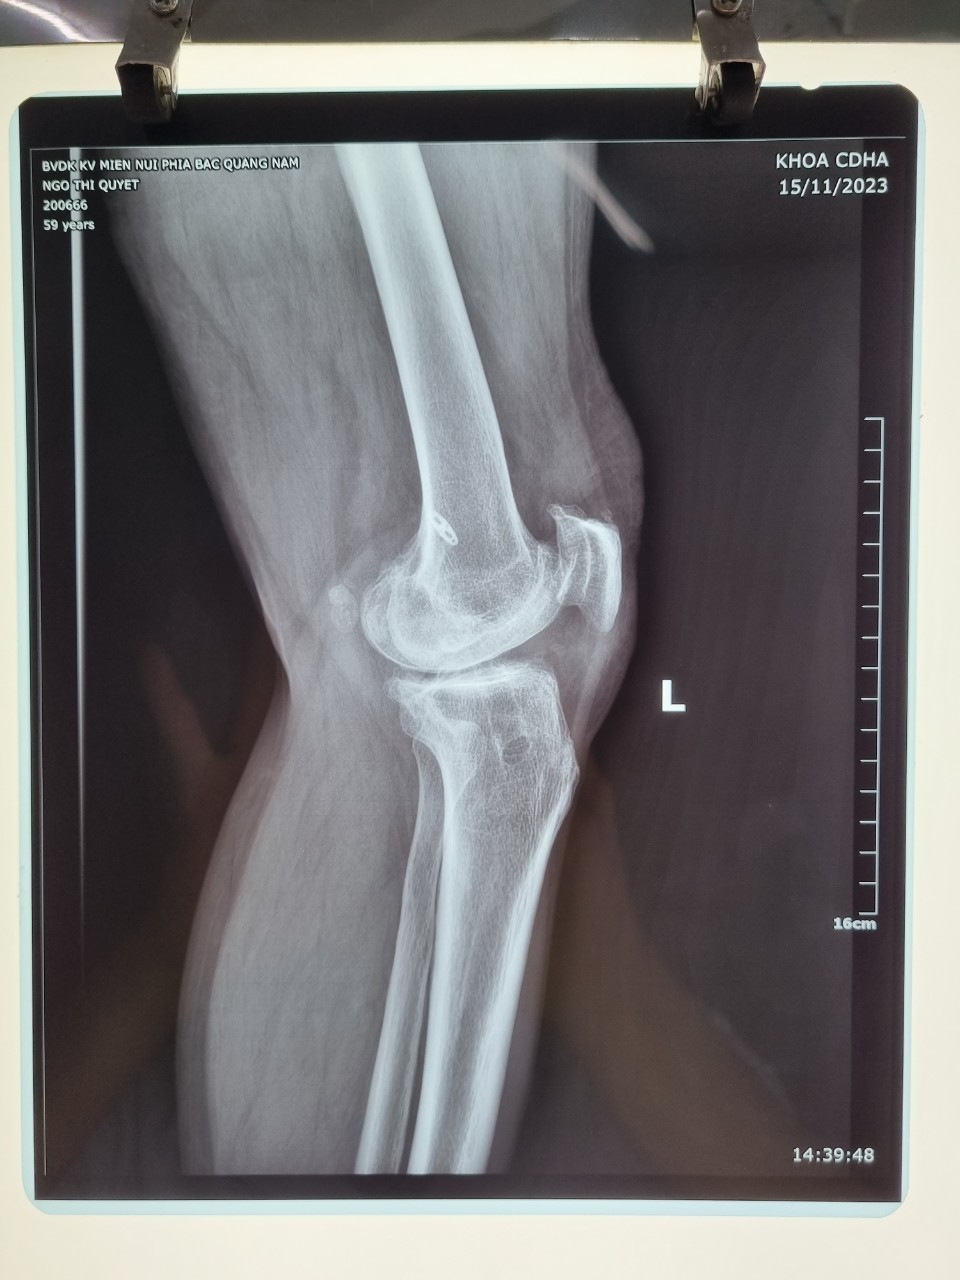 BVDK KV MIEN NUI PHIA BAC QUANG NAM
NGO THI QUYET
200666
59 years
KHOA CDHA
15/11/2023
L
16cm
14:39:48